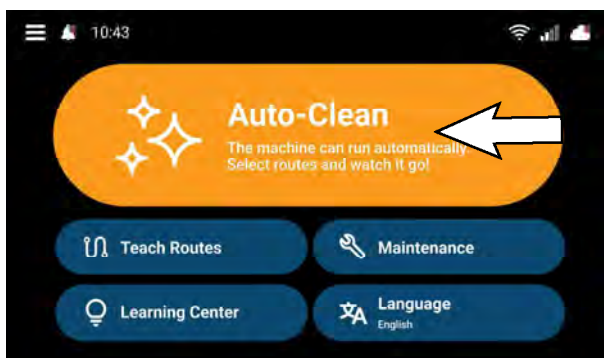 10:43
Auto-Clean
The machine can run automatically.
Select routes and watch it go!
Teach Routes
Maintenance
Learning Center
Language
English